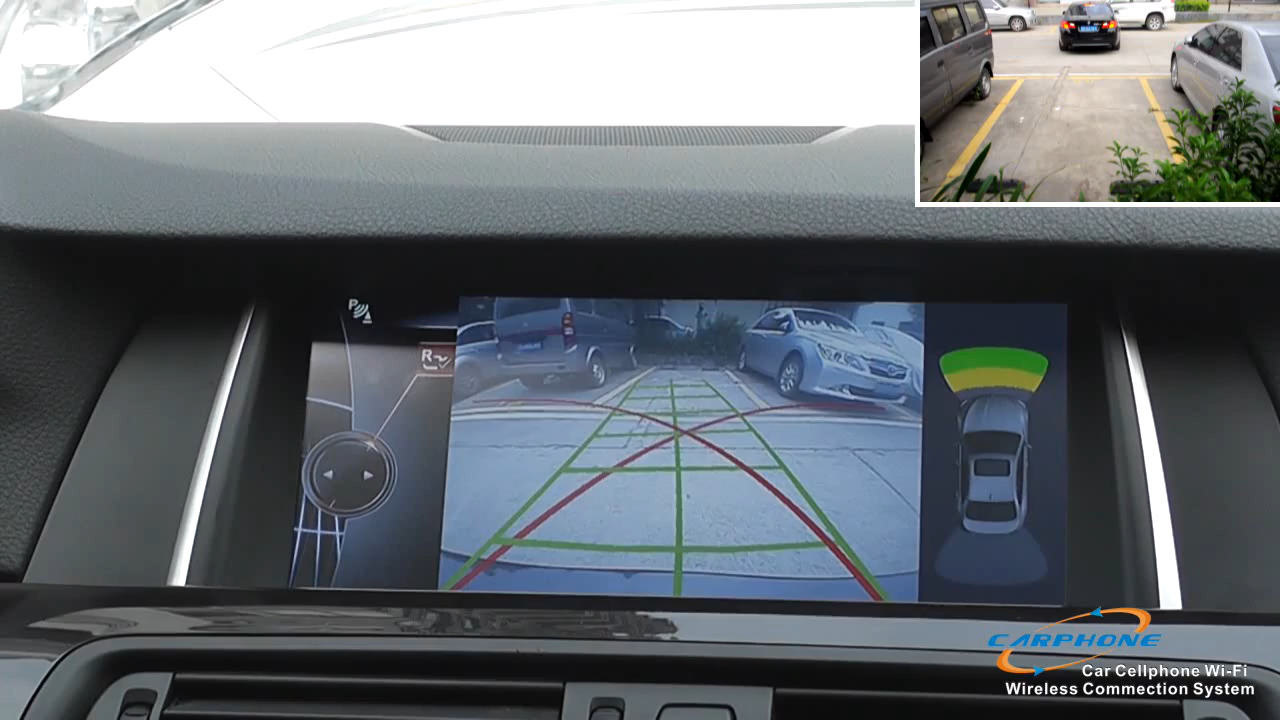 P
R
CARPHONE
Car Cellphone Wi-Fi
Wireless Commection System